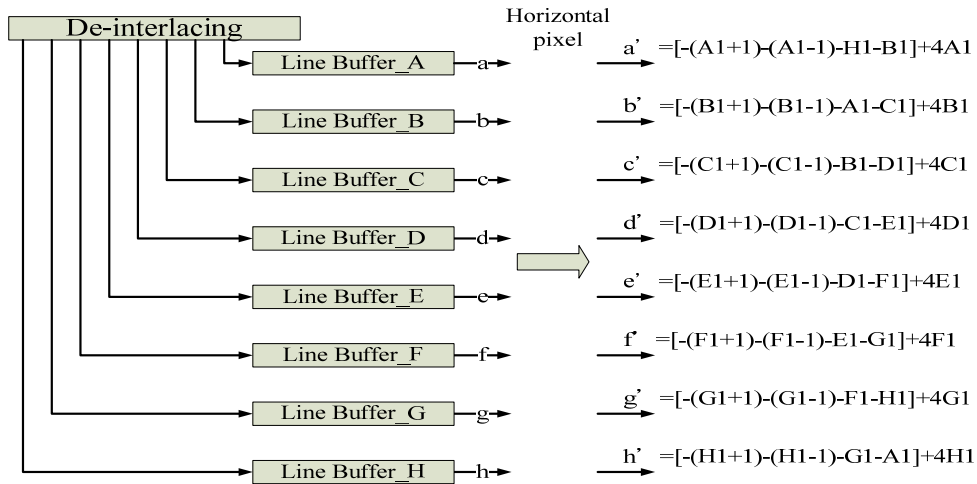 De-interlacing
Horizontal
pixel
Line Buffer_A a a' =[-(A1+1)-(A1-1)-H1-B1]+4A1
Line Buffer_B b b' =[-(B1+1)-(B1-1)-A1-C1]+4B1
Line Buffer_C c c' =[-(C1+1)-(C1-1)-B1-D1]+4C1
Line Buffer_D d d' =[-(D1+1)-(D1-1)-C1-E1]+4D1
Line Buffer_E e e' =[-(E1+1)-(E1-1)-D1-F1]+4E1
Line Buffer_F f f' =[-(F1+1)-(F1-1)-E1-G1]+4F1
Line Buffer_G g g' =[-(G1+1)-(G1-1)-F1-H1]+4G1
Line Buffer_H h h' =[-(H1+1)-(H1-1)-G1-A1]+4H1